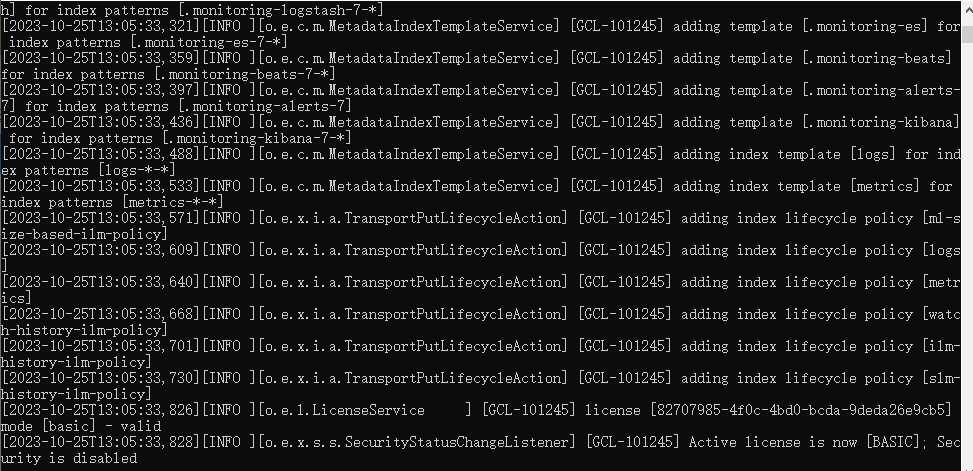 h] for index patterns [.monitoring-logstash-7-*]
[2023-10-25T13:05:33,321][INFO ][o.e.c.m.MetadataIndexTemplateService] [GCL-101245] adding template [.monitoring-es] for
 index patterns [.monitoring-es-7-*]
[2023-10-25T13:05:33,359][INFO ][o.e.c.m.MetadataIndexTemplateService] [GCL-101245] adding template [.monitoring-beats]
for index patterns [.monitoring-beats-7-*]
[2023-10-25T13:05:33,397][INFO ][o.e.c.m.MetadataIndexTemplateService] [GCL-101245] adding template [.monitoring-alerts-
7] for index patterns [.monitoring-alerts-7]
[2023-10-25T13:05:33,436][INFO ][o.e.c.m.MetadataIndexTemplateService] [GCL-101245] adding template [.monitoring-kibana]
 for index patterns [.monitoring-kibana-7-*]
[2023-10-25T13:05:33,488][INFO ][o.e.c.m.MetadataIndexTemplateService] [GCL-101245] adding index template [logs] for ind
ex patterns [logs-*-*]
[2023-10-25T13:05:33,533][INFO ][o.e.c.m.MetadataIndexTemplateService] [GCL-101245] adding index template [metrics] for
index patterns [metrics-*-*]
[2023-10-25T13:05:33,571][INFO ][o.e.x.i.a.TransportPutLifecycleAction] [GCL-101245] adding index lifecycle policy [ml-s
ize-based-ilm-policy]
[2023-10-25T13:05:33,609][INFO ][o.e.x.i.a.TransportPutLifecycleAction] [GCL-101245] adding index lifecycle policy [logs
]
[2023-10-25T13:05:33,640][INFO ][o.e.x.i.a.TransportPutLifecycleAction] [GCL-101245] adding index lifecycle policy [metr
ics]
[2023-10-25T13:05:33,668][INFO ][o.e.x.i.a.TransportPutLifecycleAction] [GCL-101245] adding index lifecycle policy [watc
h-history-ilm-policy]
[2023-10-25T13:05:33,701][INFO ][o.e.x.i.a.TransportPutLifecycleAction] [GCL-101245] adding index lifecycle policy [ilm-
history-ilm-policy]
[2023-10-25T13:05:33,730][INFO ][o.e.x.i.a.TransportPutLifecycleAction] [GCL-101245] adding index lifecycle policy [slm-
history-ilm-policy]
[2023-10-25T13:05:33,826][INFO ][o.e.l.LicenseService     ] [GCL-101245] license [82707985-4f0c-4bd0-bcda-9deda26e9cb5]
mode [basic] - valid
[2023-10-25T13:05:33,828][INFO ][o.e.x.s.s.SecurityStatusChangeListener] [GCL-101245] Active license is now [BASIC]; Sec
urity is disabled